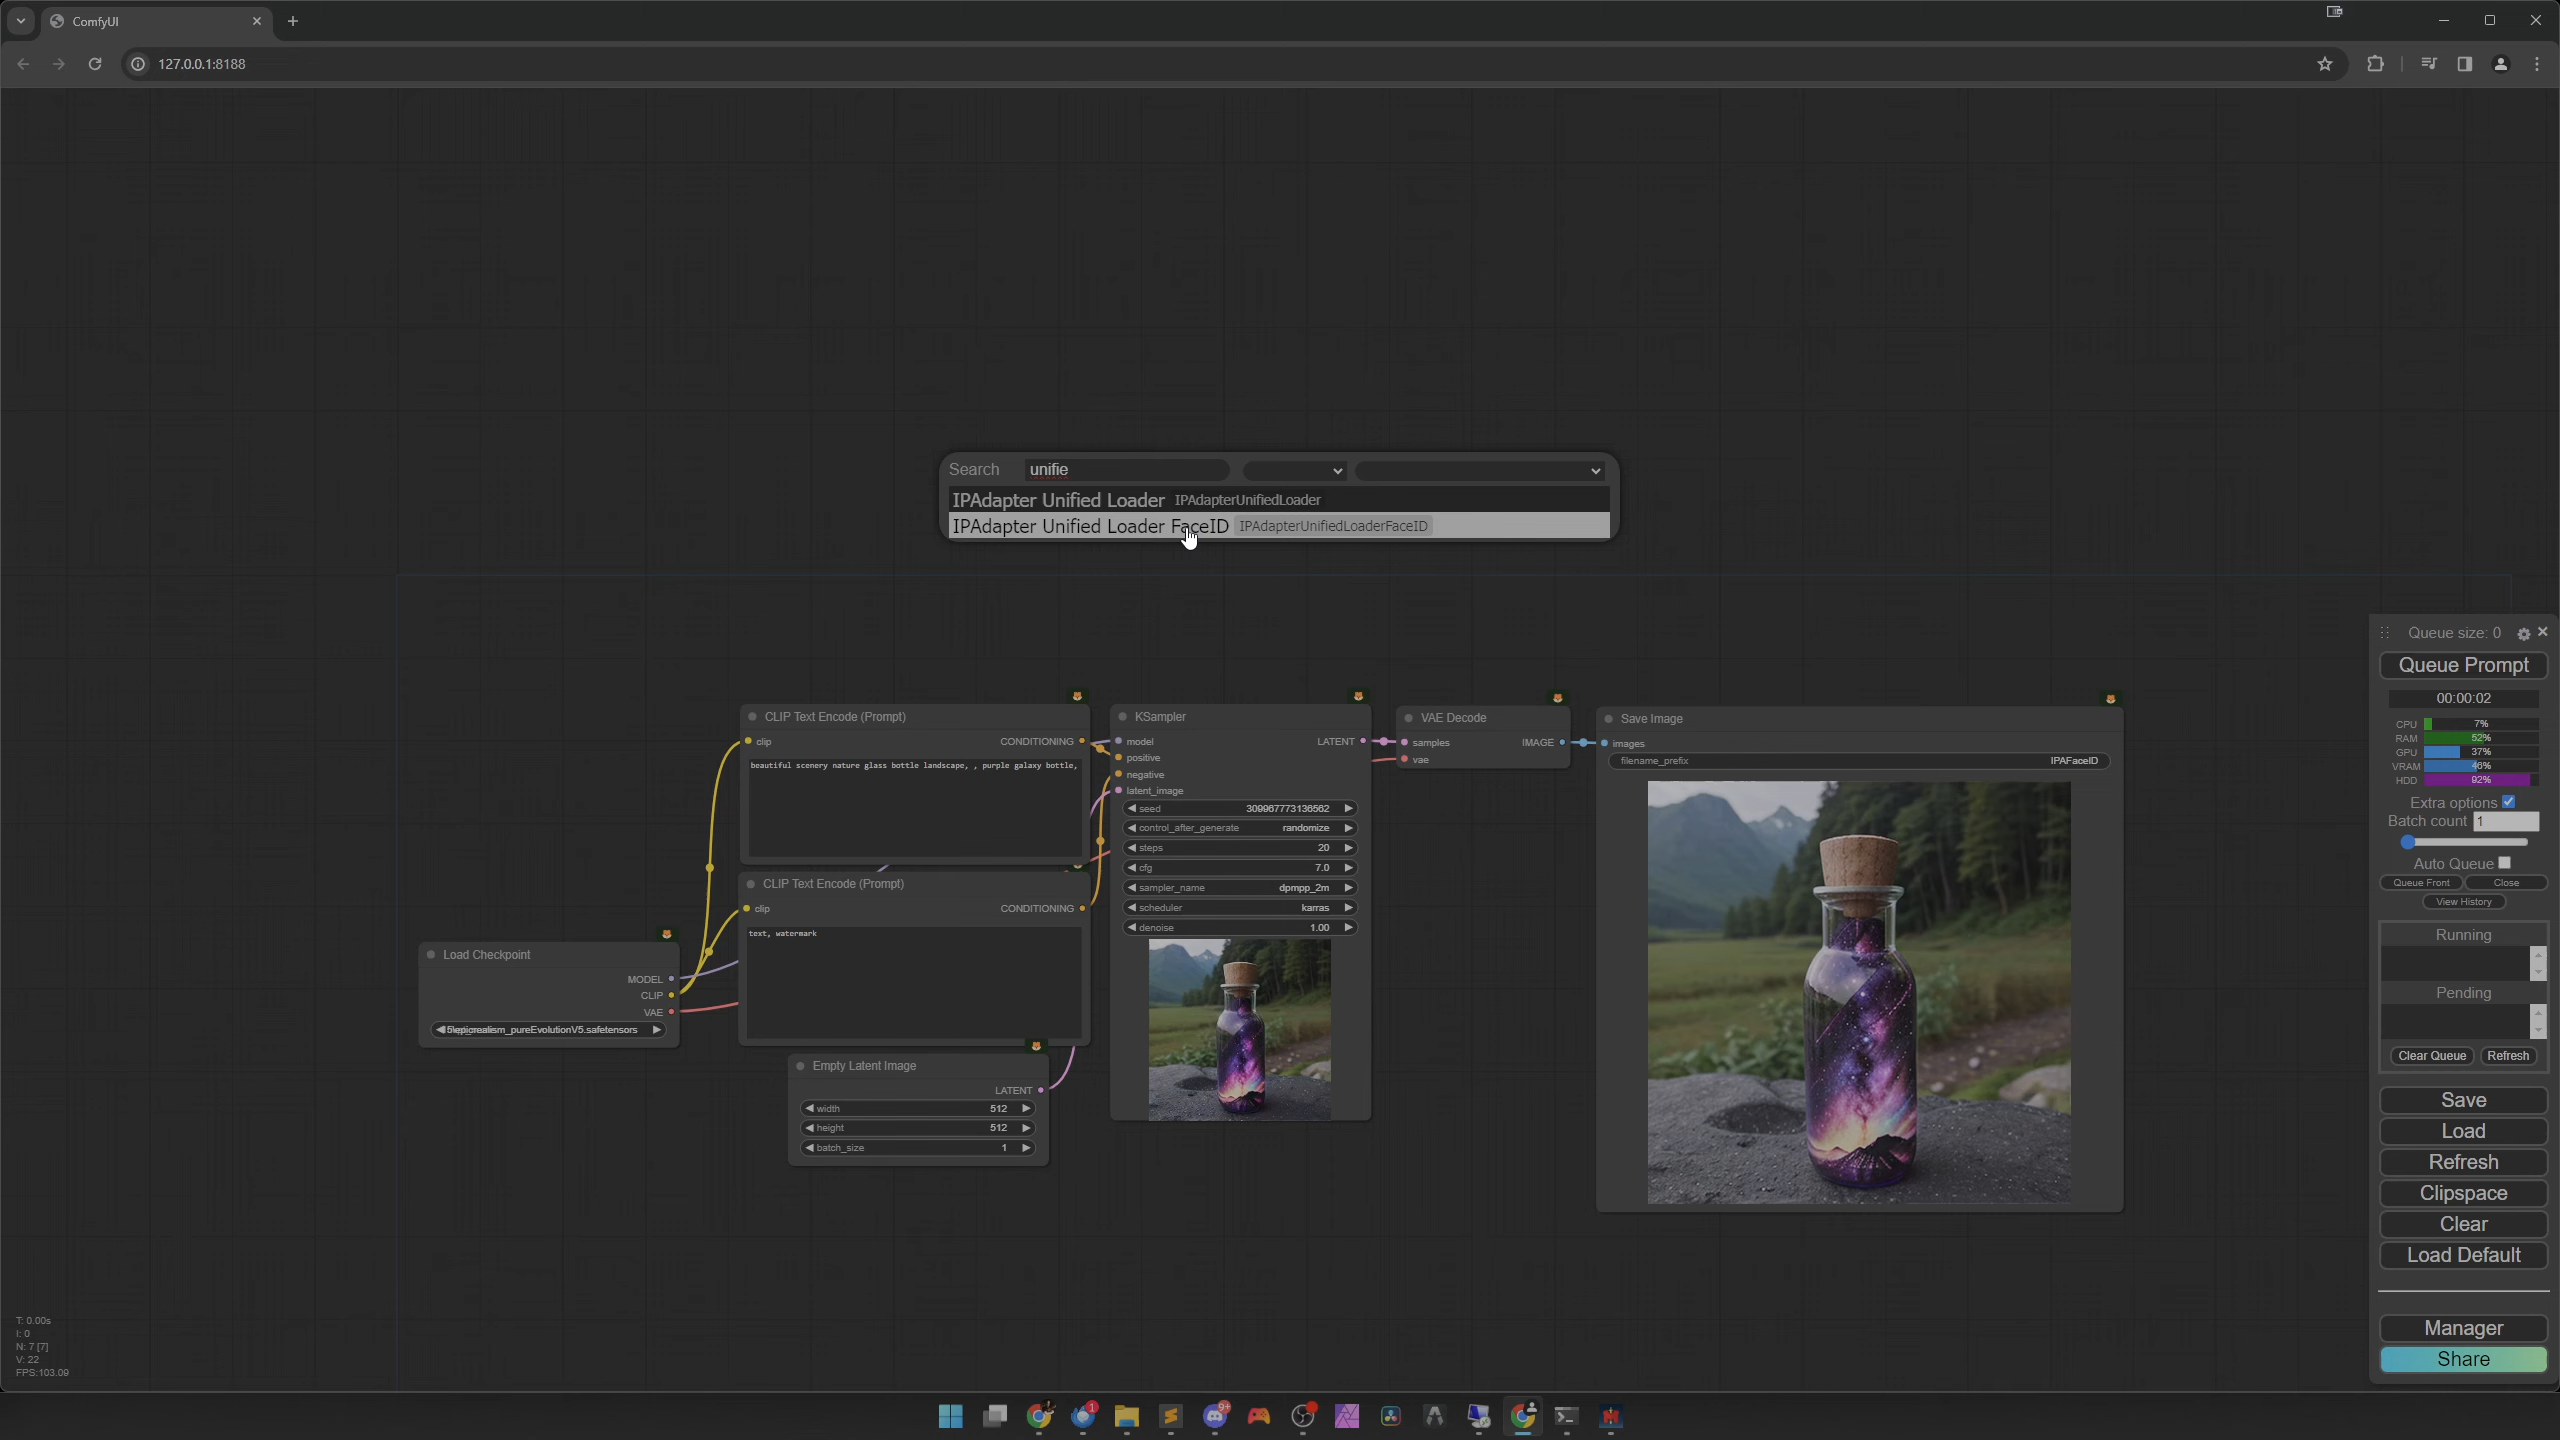 ComfyUI
127.0.0.1:8188
Search unifie
IPAdapter Unified Loader IPAdapterUnifiedLoader
IPAdapter Unified Loader FaceID IPAdapterUnifiedLoaderFaceID
CLIP Text Encode (Prompt)
clip CONDITIONING
beautiful scenery nature glass bottle landscape, , purple galaxy bottle,
CLIP Text Encode (Prompt)
clip CONDITIONING
text, watermark
Load Checkpoint
MODEL
CLIP
VAE
Empty Latent Image
LATENT
width 512
height 512
batch_size 1
KSampler
model LATENT
positive
negative
latent_image
seed 309967773136562
control_after_generate randomize
steps 20
cfg 7.0
sampler_name dpmpp_2m
scheduler karras
denoise 1.00
VAE Decode
samples IMAGE
vae
Save Image
images
filename_prefix IPAFaceID
Queue size: 0
Queue Prompt
00:00:02
CPU 7%
RAM 52%
GPU 37%
VRAM 46%
HDD 92%
Extra options
Batch count 1
Auto Queue
Queue Front Close
View History
Running
Pending
Clear Queue Refresh
Save
Load
Refresh
Clipspace
Clear
Load Default
Manager
Share
T: 0.00s
I: 0
N: 7 [7]
V: 22
FPS:103.09
1
9+